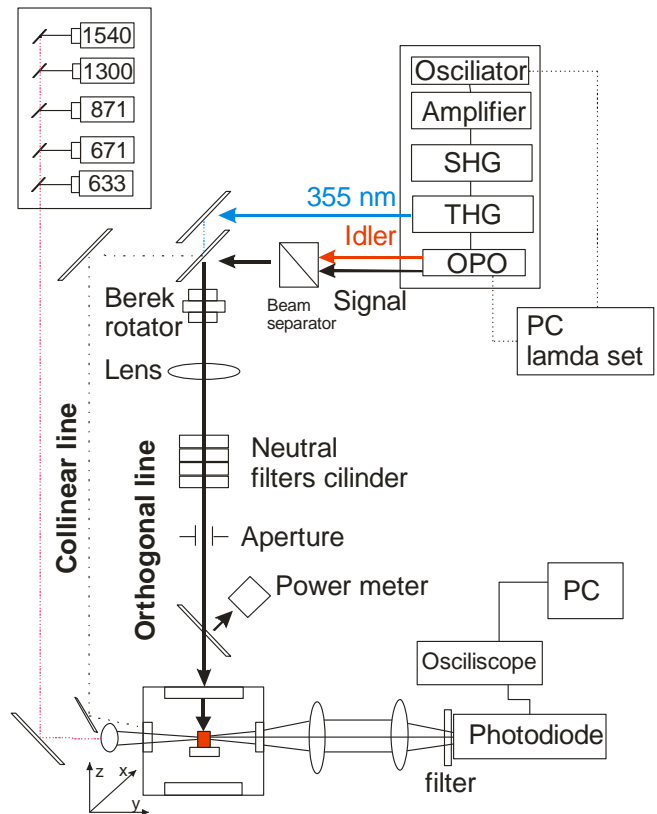 1540
1300
871
671
633
Osciliator
Amplifier
SHG
THG
OPO
355 nm
Idler
Signal
Beam
separator
PC
lamda set
Berek
rotator
Lens
Neutral
filters cilinder
Aperture
Power meter
Collinear line
Orthogonal line
PC
Osciliscope
Photodiode
filter
z
x
y